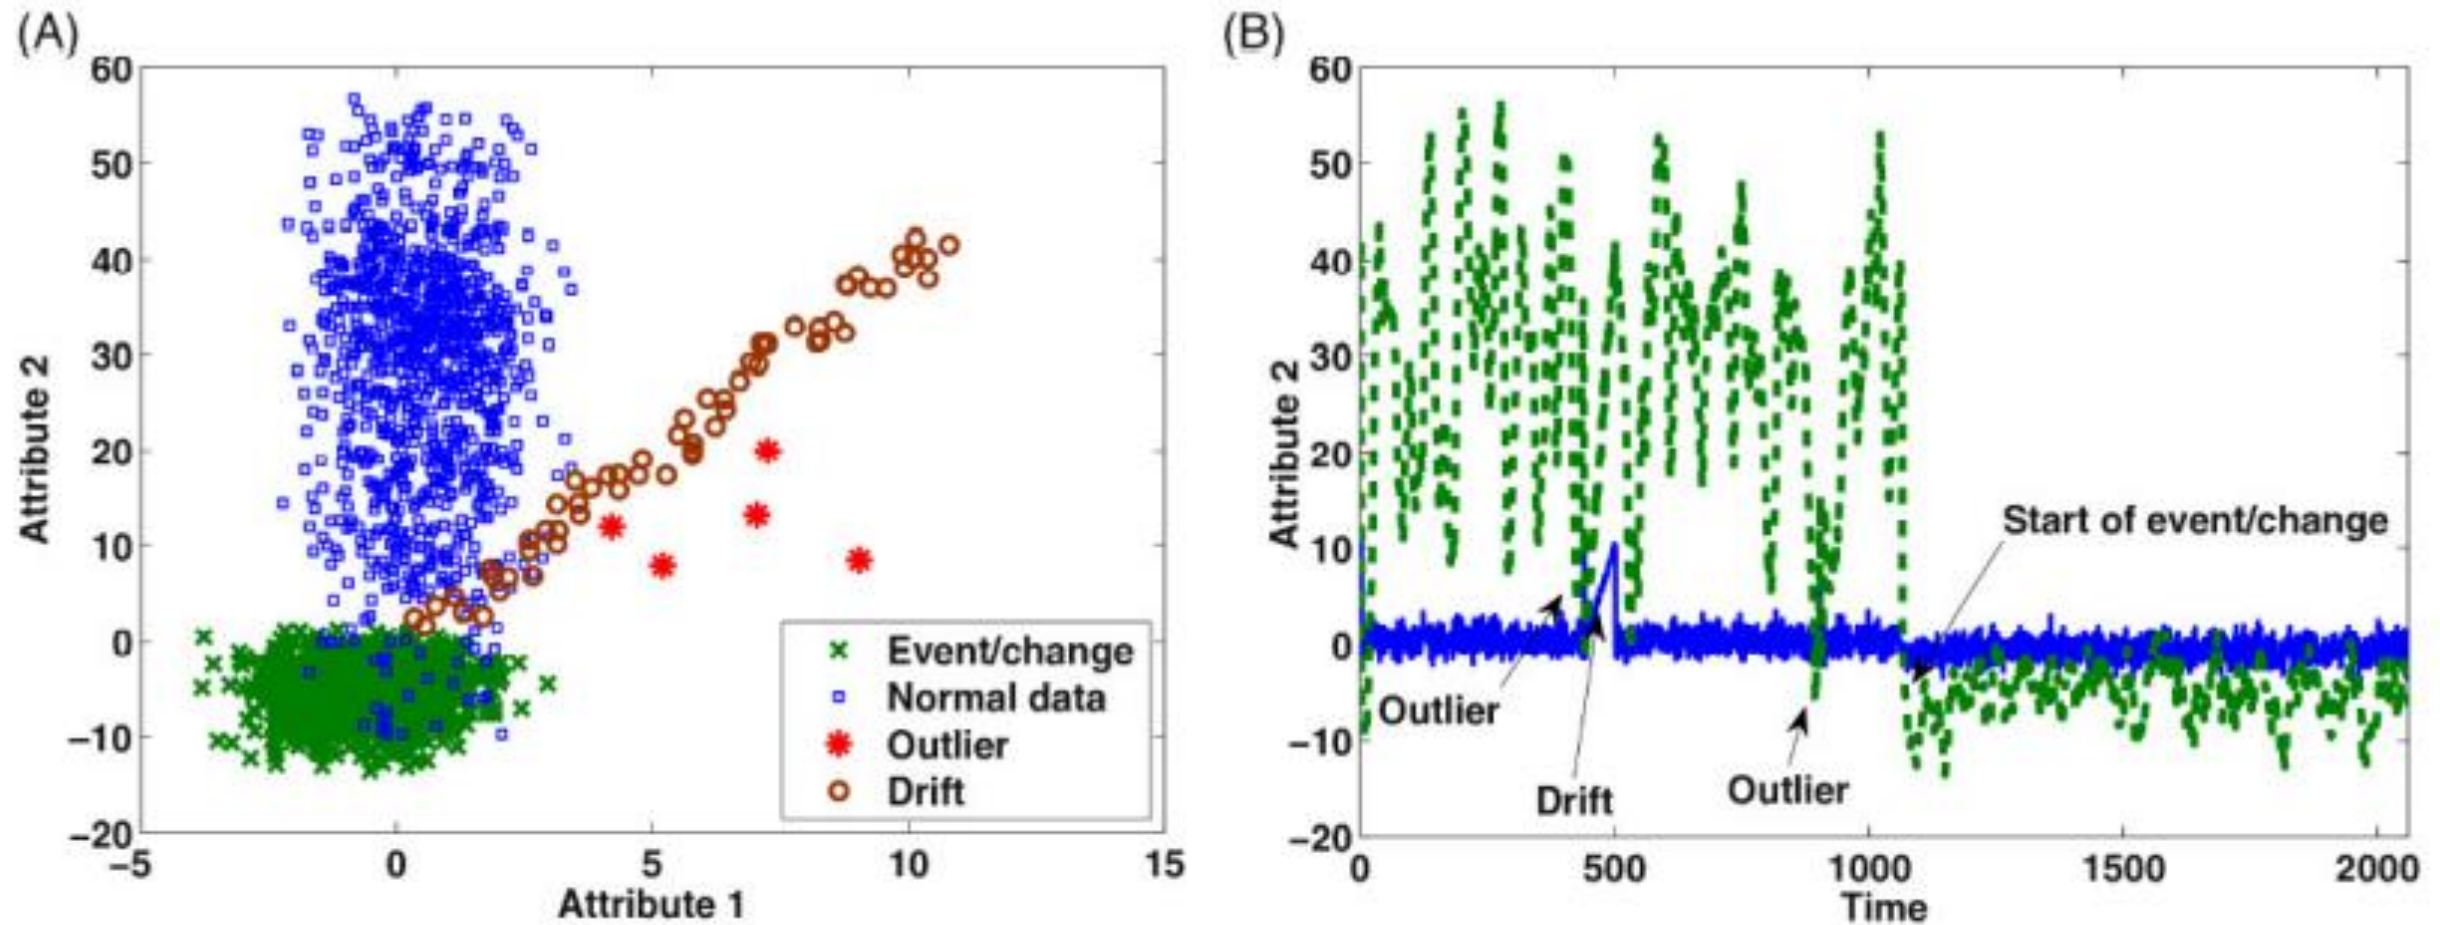 (A)
60
50
40
30
20
10
0
−10
−20
Attribute 2
−5 0 5 10 15
Attribute 1
Event/change
Normal data
Outlier
Drift
(B)
60
50
40
30
20
10
0
−10
−20
Attribute 2
Start of event/change
Outlier
Drift
Outlier
0 500 1000 1500 2000
Time